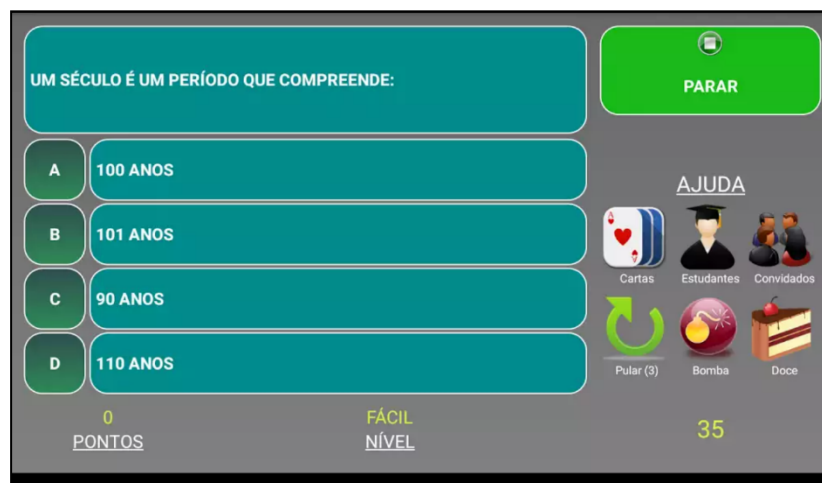 UM SÉCULO É UM PERÍODO QUE COMPREENDE:
PARAR
A
100 ANOS
B
101 ANOS
C
90 ANOS
D
110 ANOS
AJUDA
Cartas
Estudantes
Convidados
Pular (3)
Bomba
Doce
0
PONTOS
FÁCIL
NÍVEL
35